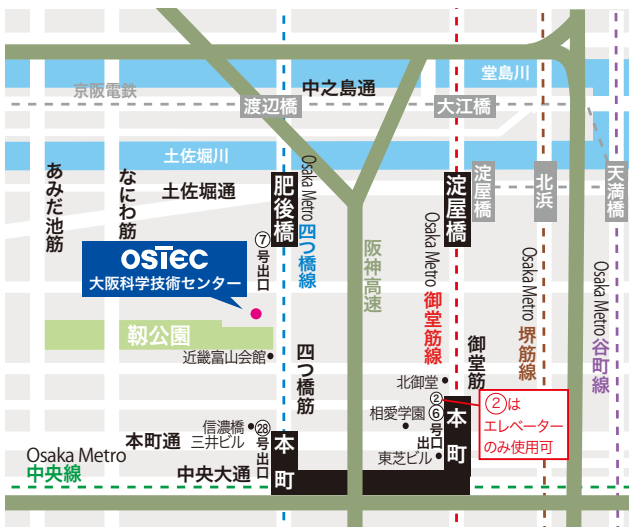 堂島川
京阪電鉄
中之島通
渡辺橋
大江橋
土佐堀川
あみだ池筋
なにわ筋
土佐堀通
肥後橋
Osaka Metro 四つ橋線
淀屋橋
淀屋橋
北浜
天満橋
⑦号出口
OSTEC
大阪科学技術センター
阪神高速
Osaka Metro 御堂筋線
Osaka Metro 堺筋線
Osaka Metro 谷町線
靱公園
近畿富山会館
四つ橋筋
御堂筋
北御堂
②
⑥号出口
相愛学園
本町
東芝ビル
②は
エレベーター
のみ使用可
信濃橋
三井ビル
㉘号出口
本町通
本町
Osaka Metro
中央線
中央大通